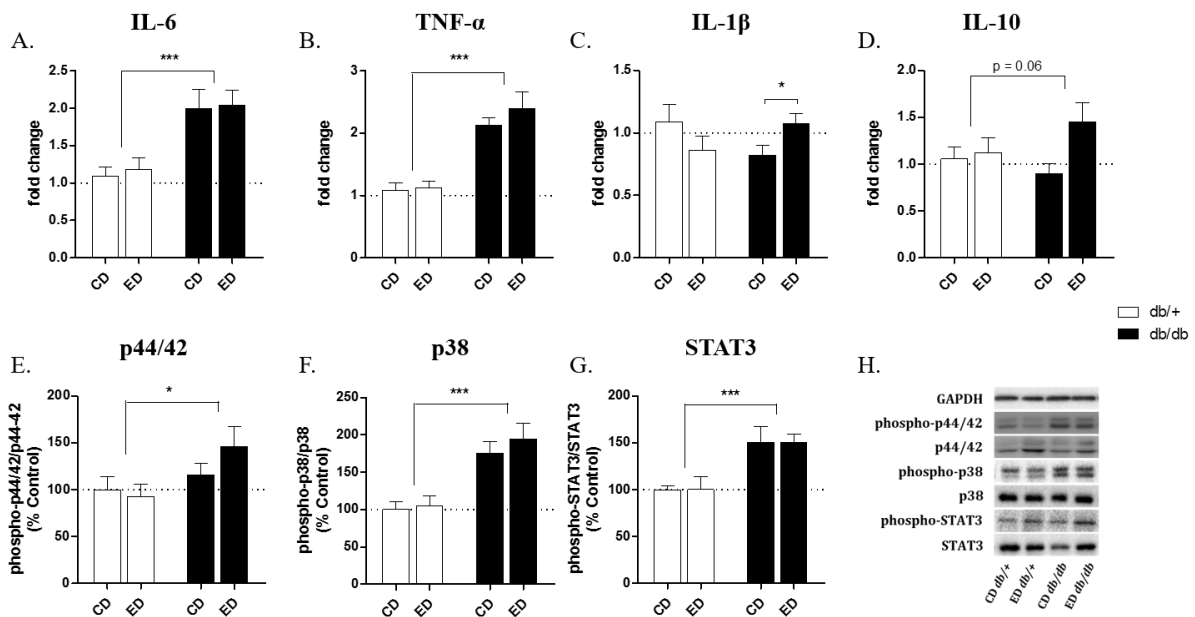 IL-6
A.
***
fold change
2.5
2.0
1.5
1.0
0.5
0.0
CD
ED
CD
ED
TNF-α
B.
***
fold change
3
2
1
0
CD
ED
CD
ED
IL-1β
C.
*
fold change
1.5
1.0
0.5
0.0
CD
ED
CD
ED
IL-10
D.
p = 0.06
fold change
2.0
1.5
1.0
0.5
0.0
CD
ED
CD
ED
db/+
db/db
p44/42
E.
*
phospho-p44/42/p44-42
(% Control)
200
150
100
50
0
CD
ED
CD
ED
p38
F.
***
phospho-p38/p38
(% Control)
250
200
150
100
50
0
CD
ED
CD
ED
STAT3
G.
***
phospho-STAT3/STAT3
(% Control)
200
150
100
50
0
CD
ED
CD
ED
H.
GAPDH
phospho-p44/42
p44/42
phospho-p38
p38
phospho-STAT3
STAT3
CD db/+
ED db/+
CD db/db
ED db/db